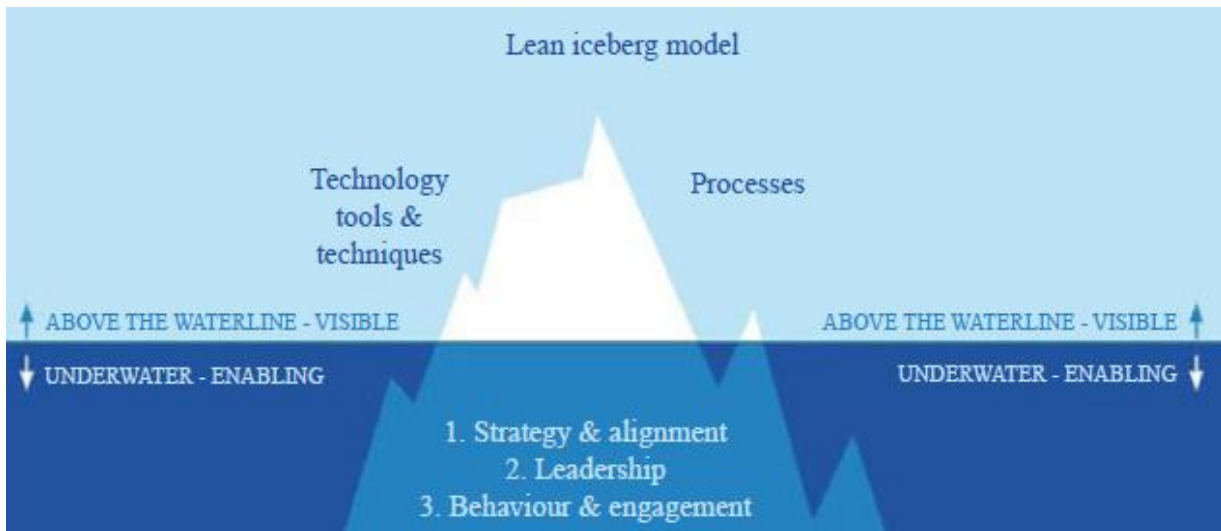 Lean iceberg model
Technology
tools &
techniques
Processes
ABOVE THE WATERLINE - VISIBLE
ABOVE THE WATERLINE - VISIBLE
UNDERWATER - ENABLING
UNDERWATER - ENABLING
1. Strategy & alignment
2. Leadership
3. Behaviour & engagement